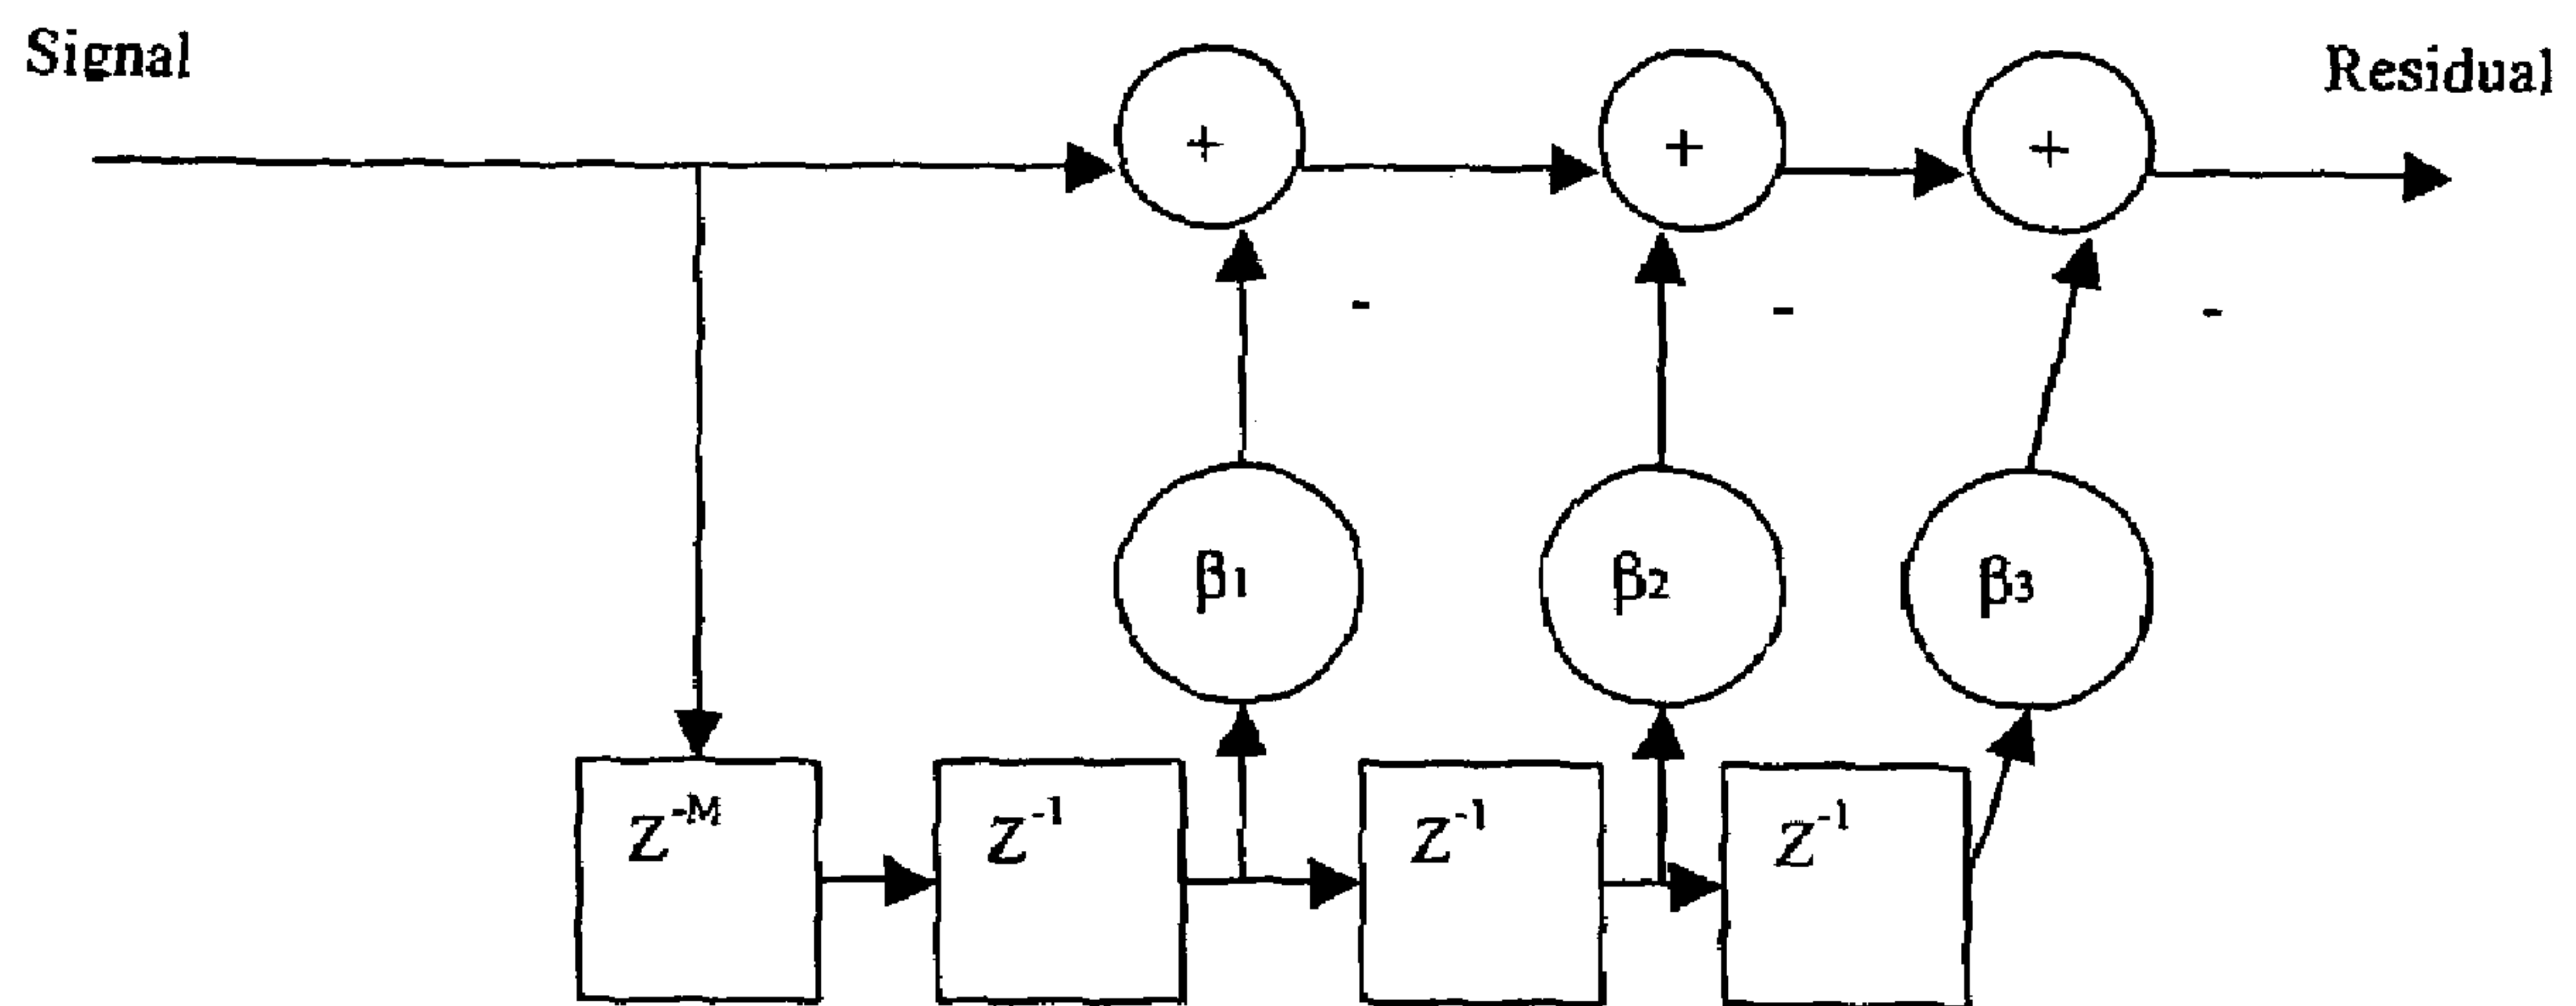 Signal
Residual
+
+
+
-
-
-
β1
β2
β3
Z^-M
Z^-1
Z^-1
Z^-1